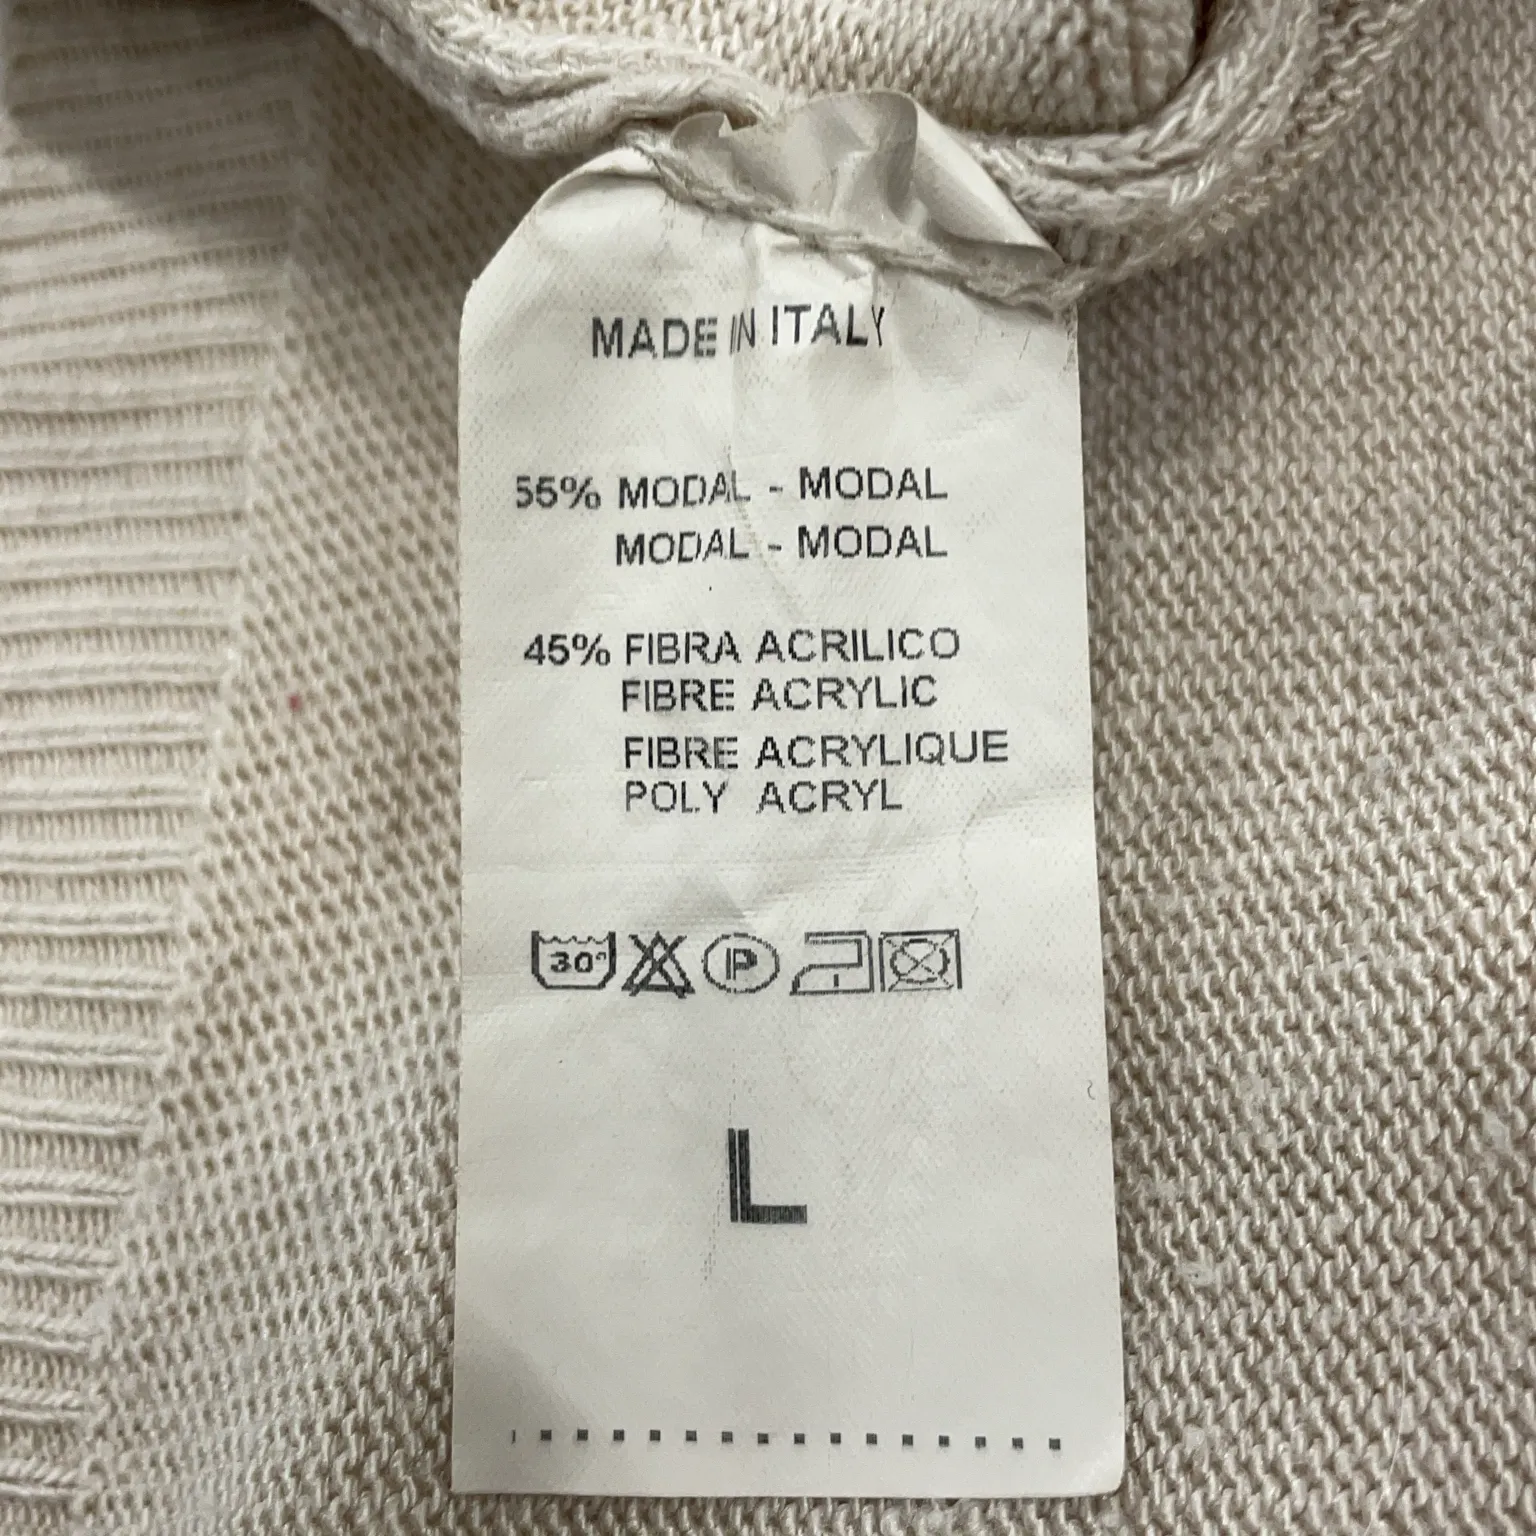 MADE IN ITALY
55% MODAL - MODAL
MODAL - MODAL
45% FIBRA ACRILICO
FIBRE ACRYLIC
FIBRE ACRYLIQUE
POLY ACRYL
30°
P
L